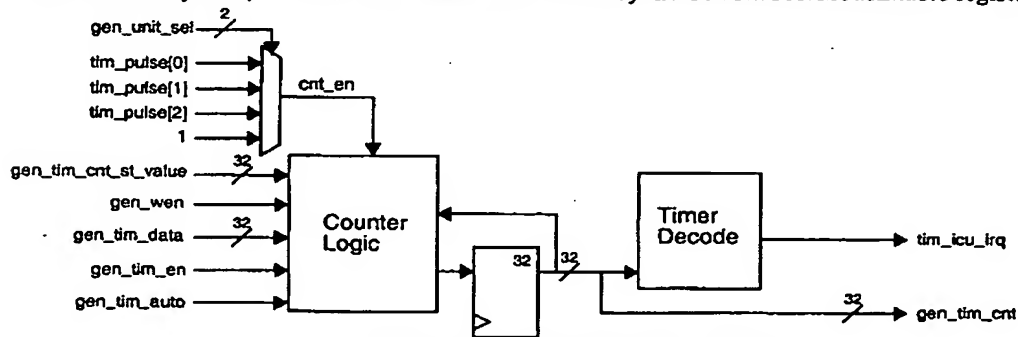 gen_unit_sel
2
tim_pulse[0]
tim_pulse[1]
tim_pulse[2]
1
cnt_en
gen_tim_cnt_st_value
32
gen_wen
gen_tim_data
32
gen_tim_en
gen_tim_auto
Counter
Logic
32
32
Timer
Decode
tim_icu_irq
32
gen_tim_cnt